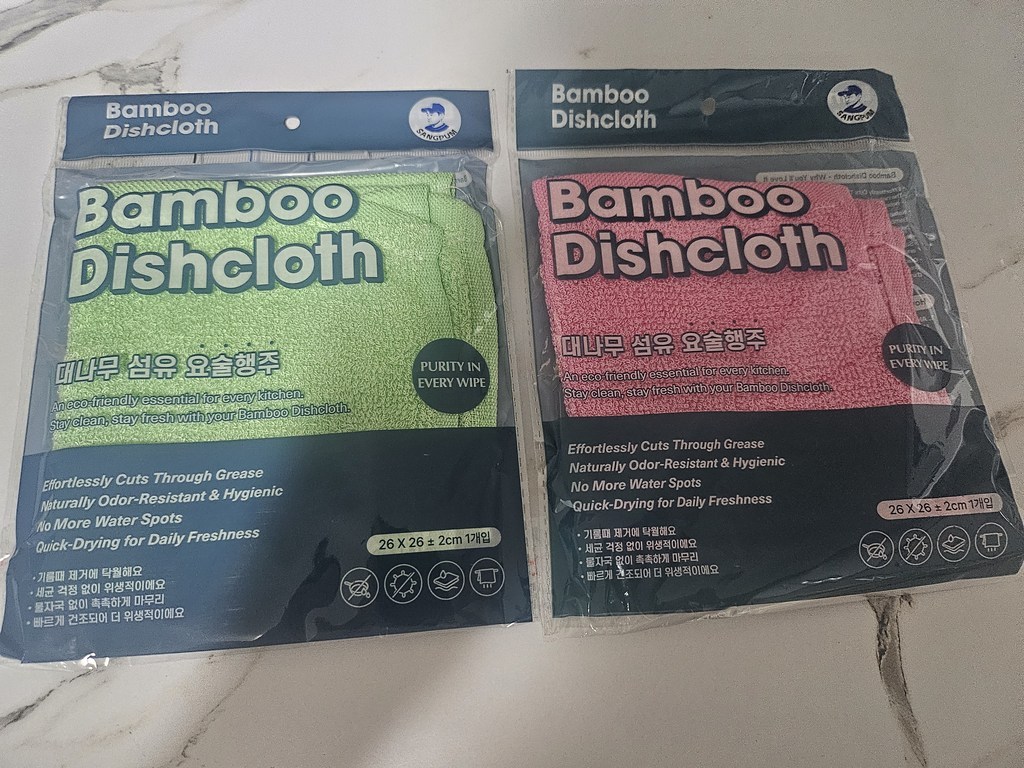 Bamboo
Dishcloth
SANGPUM
Bamboo
Dishcloth
대나무 섬유 요술행주
An eco-friendly essential for every kitchen.
Stay clean, stay fresh with your Bamboo Dishcloth.
PURITY IN
EVERY WIPE
Effortlessly Cuts Through Grease
Naturally Odor-Resistant & Hygienic
No More Water Spots
Quick-Drying for Daily Freshness
26 X 26 ± 2cm 1개입
· 기름때 제거에 탁월해요
· 세균 걱정 없이 위생적이에요
· 물자국 없이 촉촉하게 마무리
· 빠르게 건조되어 더 위생적이에요
Bamboo
Dishcloth
SANGPUM
Bamboo Dishcloth - Why You'll Love It
Bamboo
Dishcloth
대나무 섬유 요술행주
An eco-friendly essential for every kitchen.
Stay clean, stay fresh with your Bamboo Dishcloth.
PURITY IN
EVERY WIPE
Effortlessly Cuts Through Grease
Naturally Odor-Resistant & Hygienic
No More Water Spots
Quick-Drying for Daily Freshness
26 X 26 ± 2cm 1개입
· 기름때 제거에 탁월해요
· 세균 걱정 없이 위생적이에요
· 물자국 없이 촉촉하게 마무리
· 빠르게 건조되어 더 위생적이에요